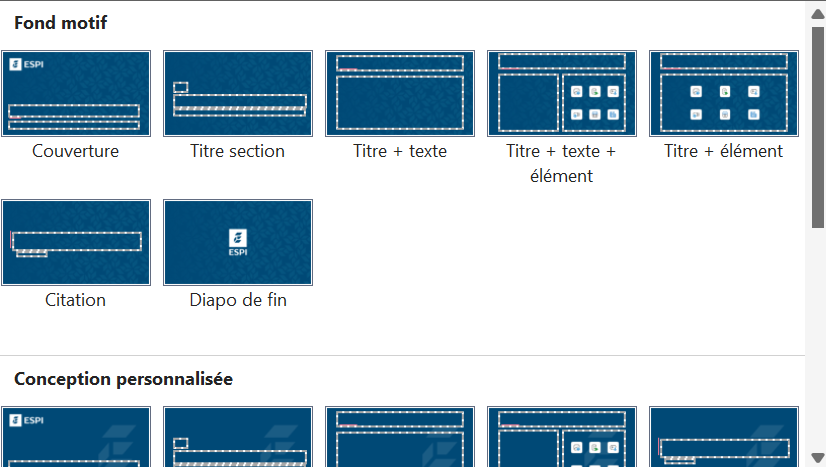 Fond motif
ESPI
Couverture
Titre section
Titre + texte
Titre + texte +
élément
Titre + élément
ESPI
Citation
Diapo de fin
Conception personnalisée
ESPI